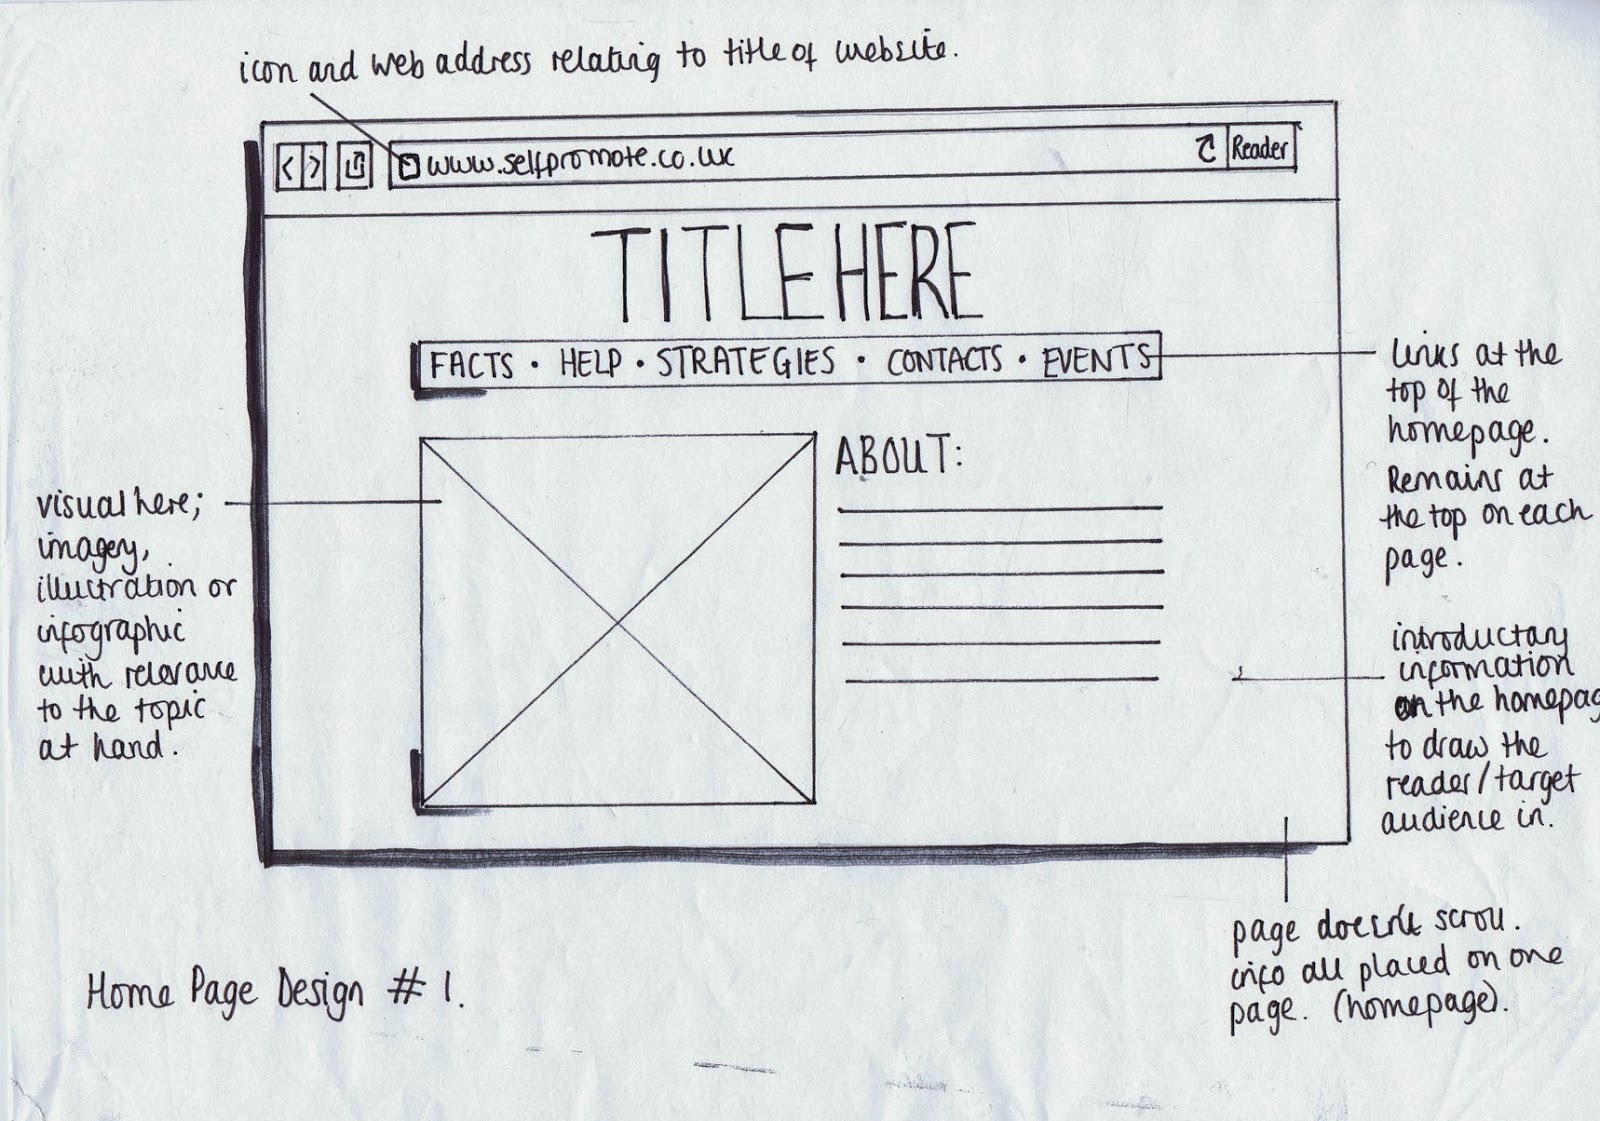 icon and web address relating to title of website.
www.selfpromote.co.uk
Reader
TITLE HERE
FACTS · HELP · STRATEGIES · CONTACTS · EVENTS
links at the
top of the
homepage.
Remains at
the top on each
page.
visual here;
imagery,
illustration or
infographic
with relevance
to the topic
at hand.
ABOUT:
introductary
information
on the homepag
to draw the
reader/target
audience in.
page doesn't scroll.
info all placed on one
page. (homepage).
Home Page Design # 1.